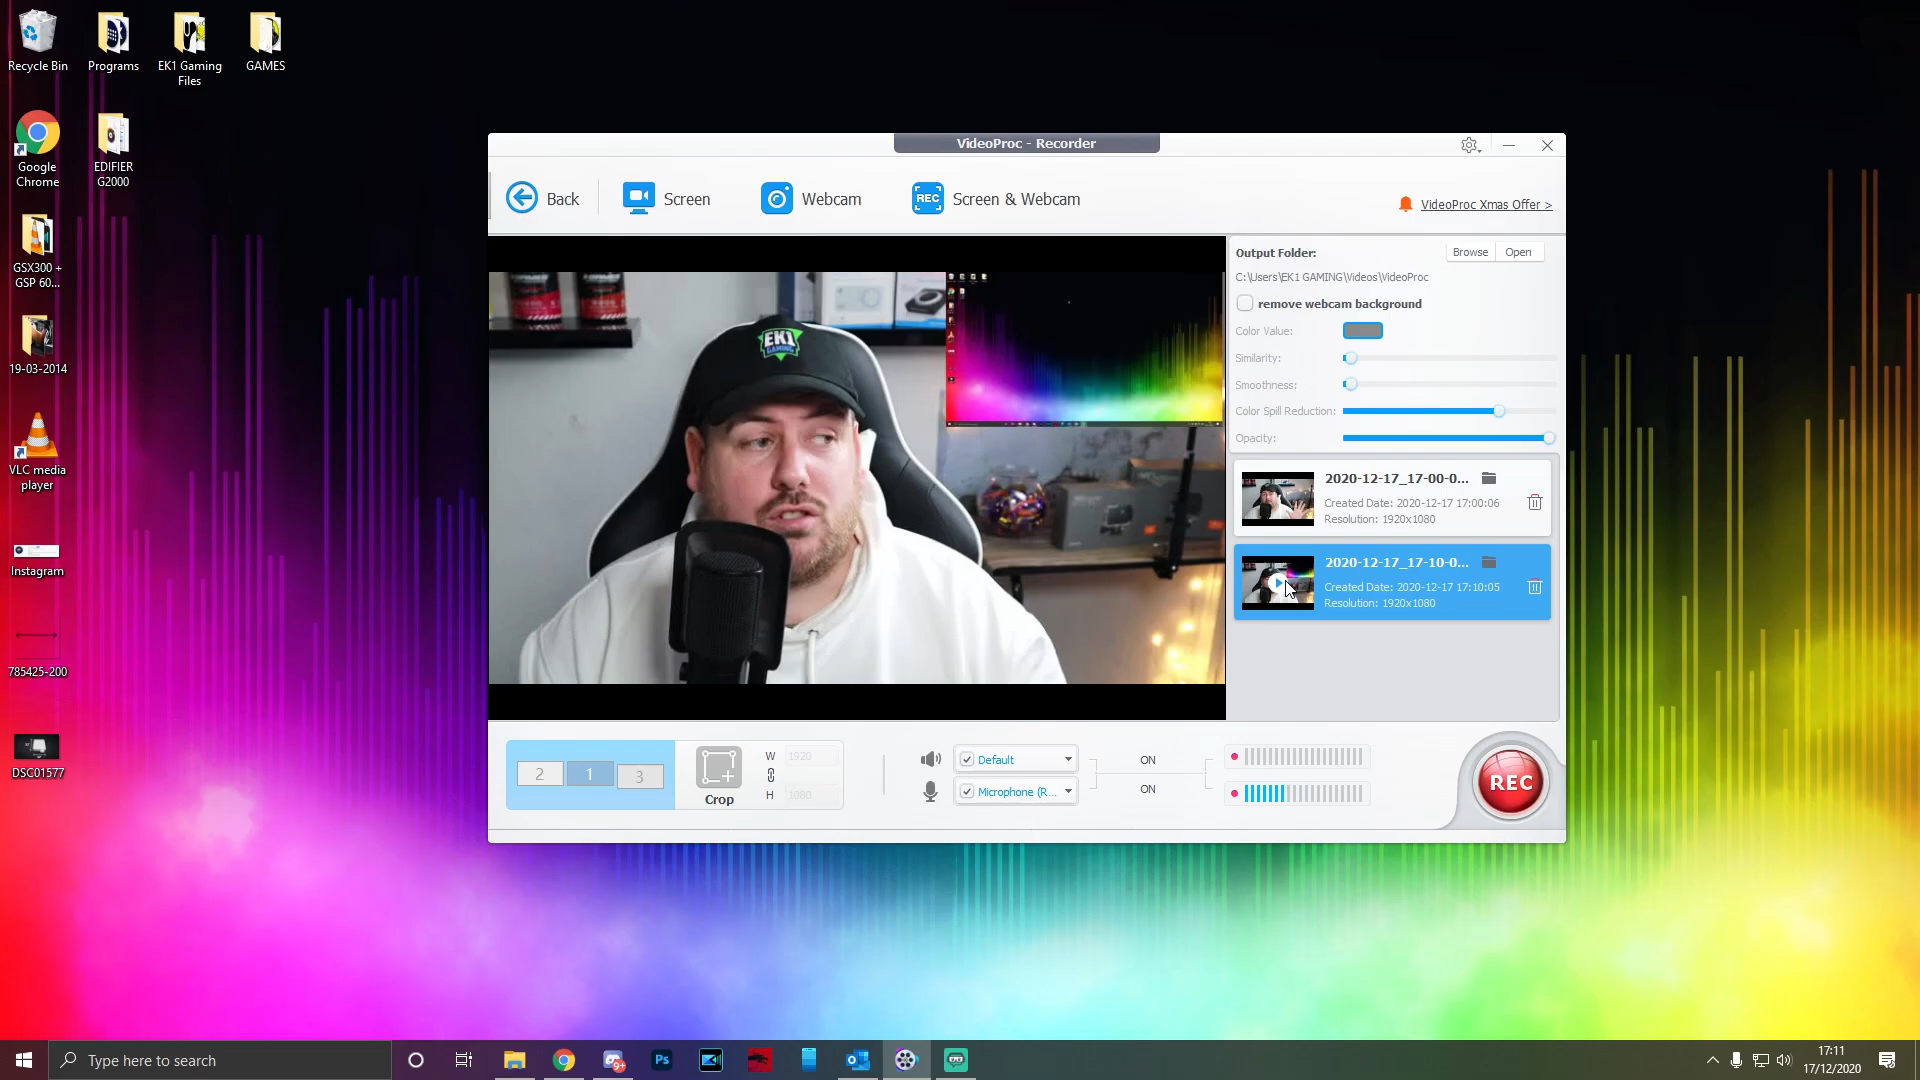 Recycle Bin
Programs
EK1 Gaming
Files
GAMES
Google
Chrome
EDIFIER
G2000
GSX300 +
GSP 60...
19-03-2014
VLC media
player
Instagram
785425-200
DSC01577
VideoProc - Recorder
Back
Screen
Webcam
REC
Screen & Webcam
VideoProc Xmas Offer >
EK1
GAMING
Output Folder:
Browse
Open
C:\Users\EK1 GAMING\Videos\VideoProc
remove webcam background
Color Value:
Similarity:
Smoothness:
Color Spill Reduction:
Opacity:
2020-12-17_17-00-0...
Created Date: 2020-12-17 17:00:06
Resolution: 1920x1080
2020-12-17_17-10-0...
Created Date: 2020-12-17 17:10:05
Resolution: 1920x1080
2
1
3
Crop
W
1920
H
1080
Default
ON
Microphone (R...
ON
REC
Type here to search
9+
Ps
17:11
17/12/2020